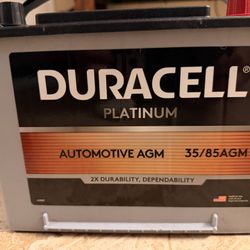 DURACELL
PLATINUM
AUTOMOTIVE AGM 35/85AGM
2X DURABILITY, DEPENDABILITY